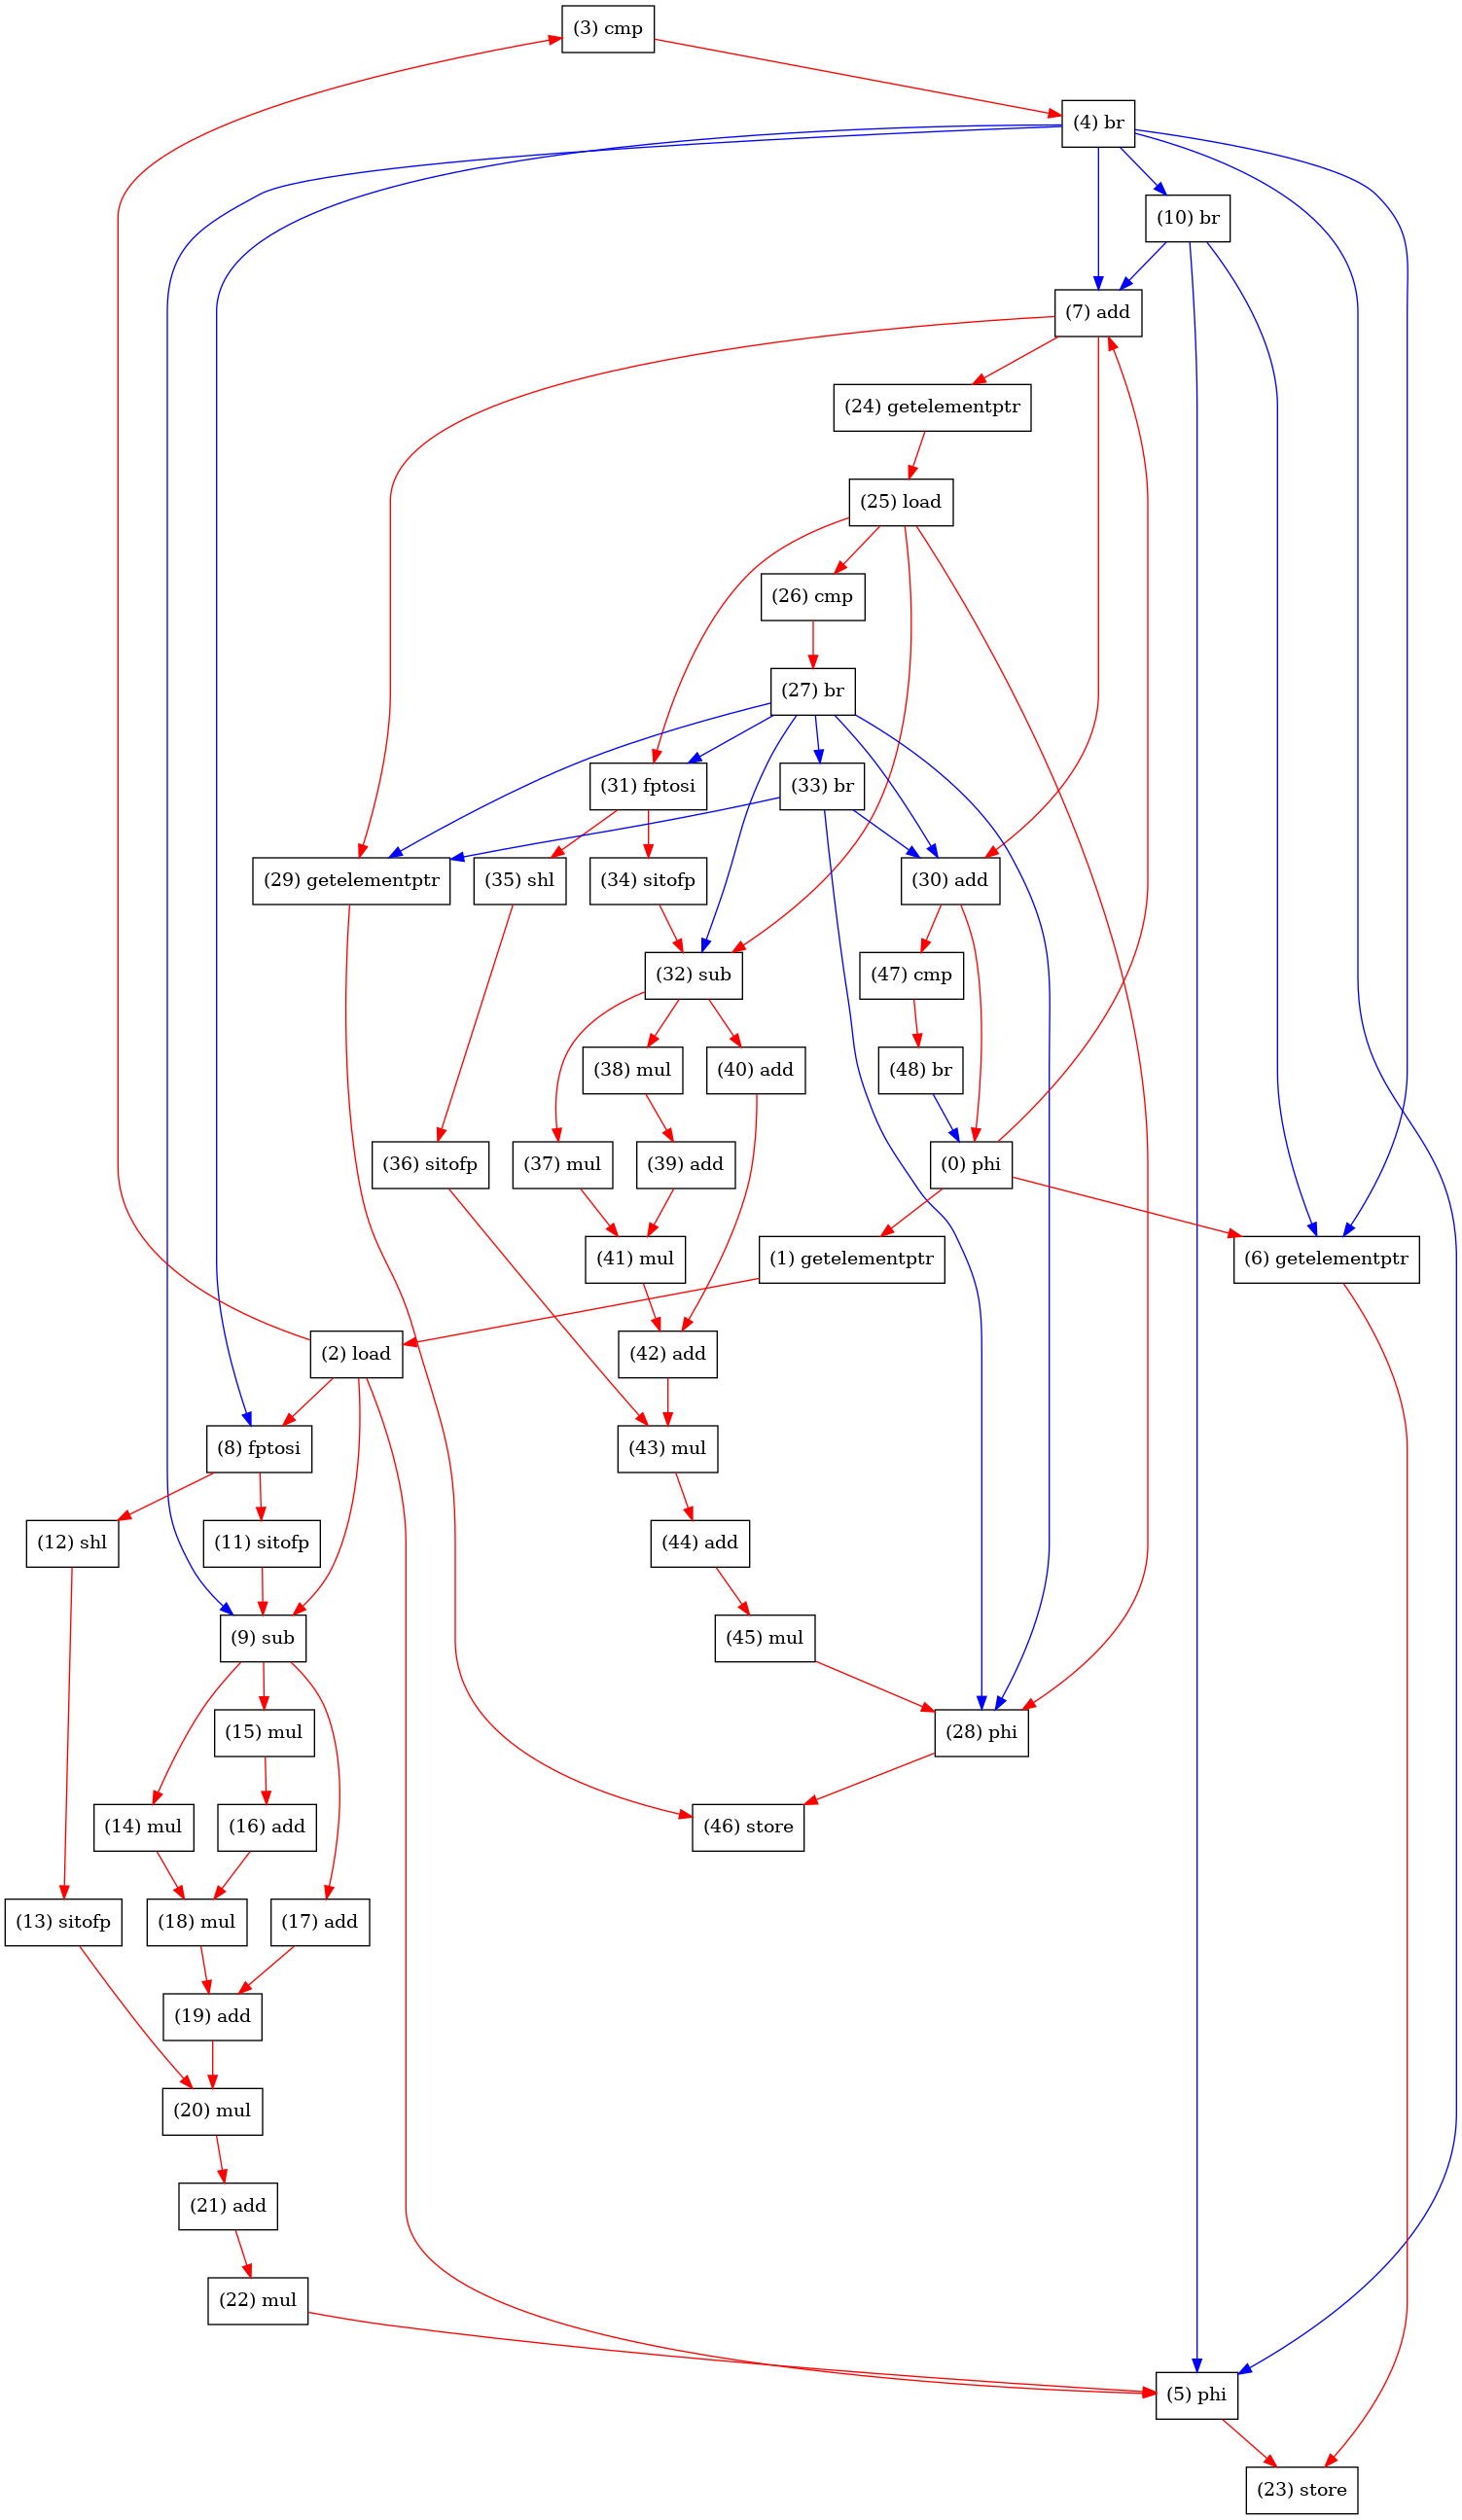 (3) cmp
(4) br
(10) br
(7) add
(24) getelementptr
(25) load
(26) cmp
(27) br
(31) fptosi
(33) br
(29) getelementptr
(35) shl
(34) sitofp
(30) add
(32) sub
(47) cmp
(38) mul
(40) add
(48) br
(36) sitofp
(37) mul
(39) add
(0) phi
(41) mul
(1) getelementptr
(6) getelementptr
(2) load
(42) add
(8) fptosi
(43) mul
(12) shl
(11) sitofp
(44) add
(9) sub
(45) mul
(15) mul
(28) phi
(14) mul
(16) add
(46) store
(13) sitofp
(18) mul
(17) add
(19) add
(20) mul
(21) add
(22) mul
(5) phi
(23) store